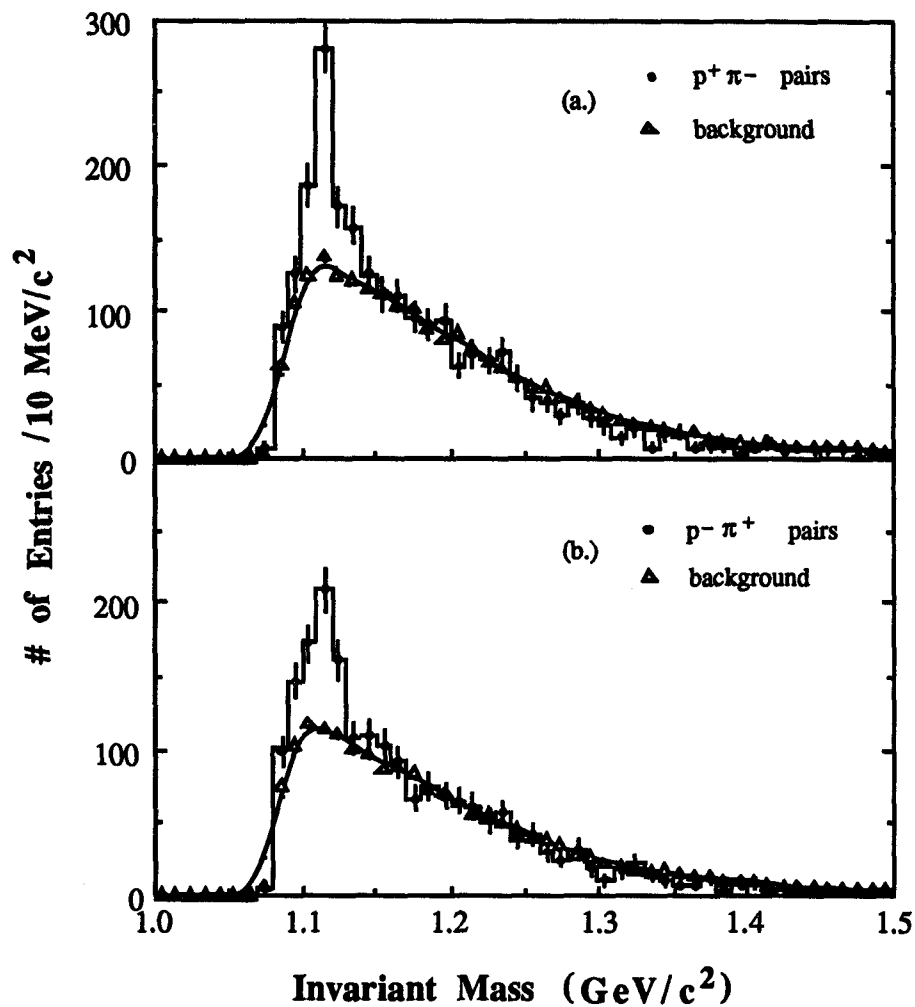 300
200
100
0
(a.)
p⁺ π⁻ pairs
background
200
100
0
(b.)
p⁻ π⁺ pairs
background
1.0 1.1 1.2 1.3 1.4 1.5
# of Entries /10 MeV/c²
Invariant Mass (GeV/c²)